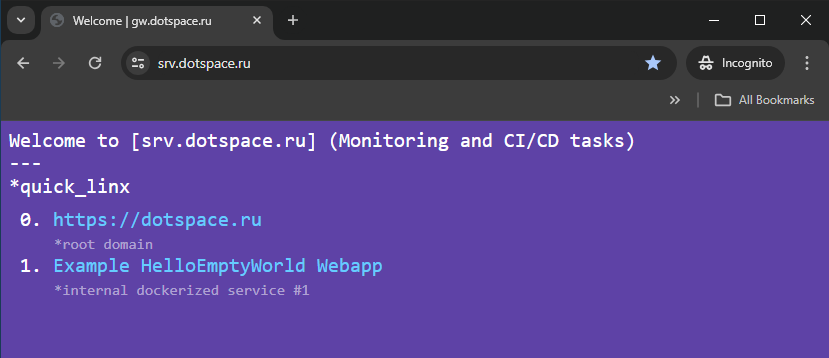 Welcome | gw.dotspace.ru
srv.dotspace.ru
Incognito
All Bookmarks
Welcome to [srv.dotspace.ru] (Monitoring and CI/CD tasks)
---
*quick_linx
0. https://dotspace.ru
*root domain
1. Example HelloEmptyWorld Webapp
*internal dockerized service #1